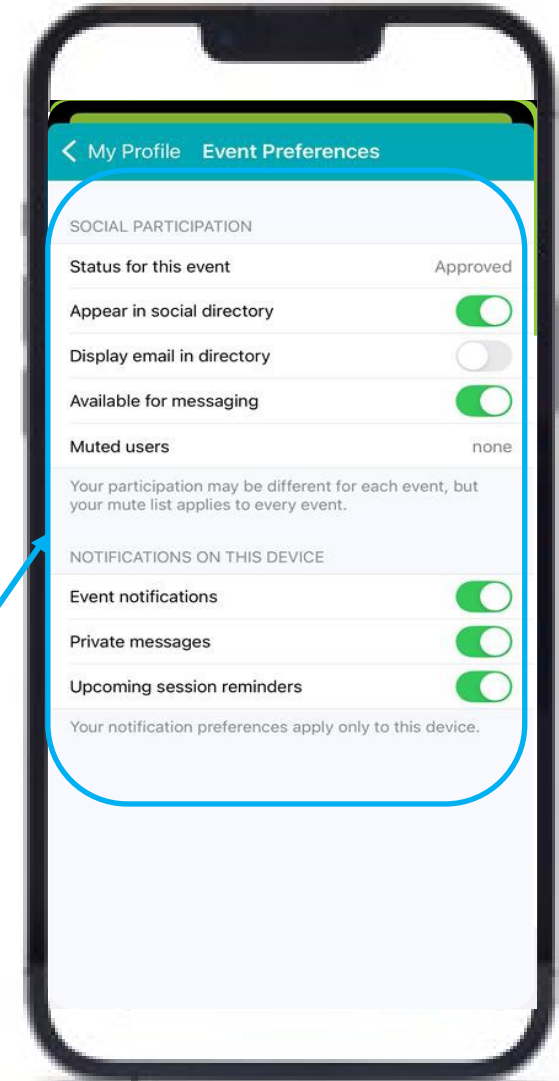 My Profile Event Preferences
SOCIAL PARTICIPATION
Status for this event Approved
Appear in social directory
Display email in directory
Available for messaging
Muted users none
Your participation may be different for each event, but
your mute list applies to every event.
NOTIFICATIONS ON THIS DEVICE
Event notifications
Private messages
Upcoming session reminders
Your notification preferences apply only to this device.